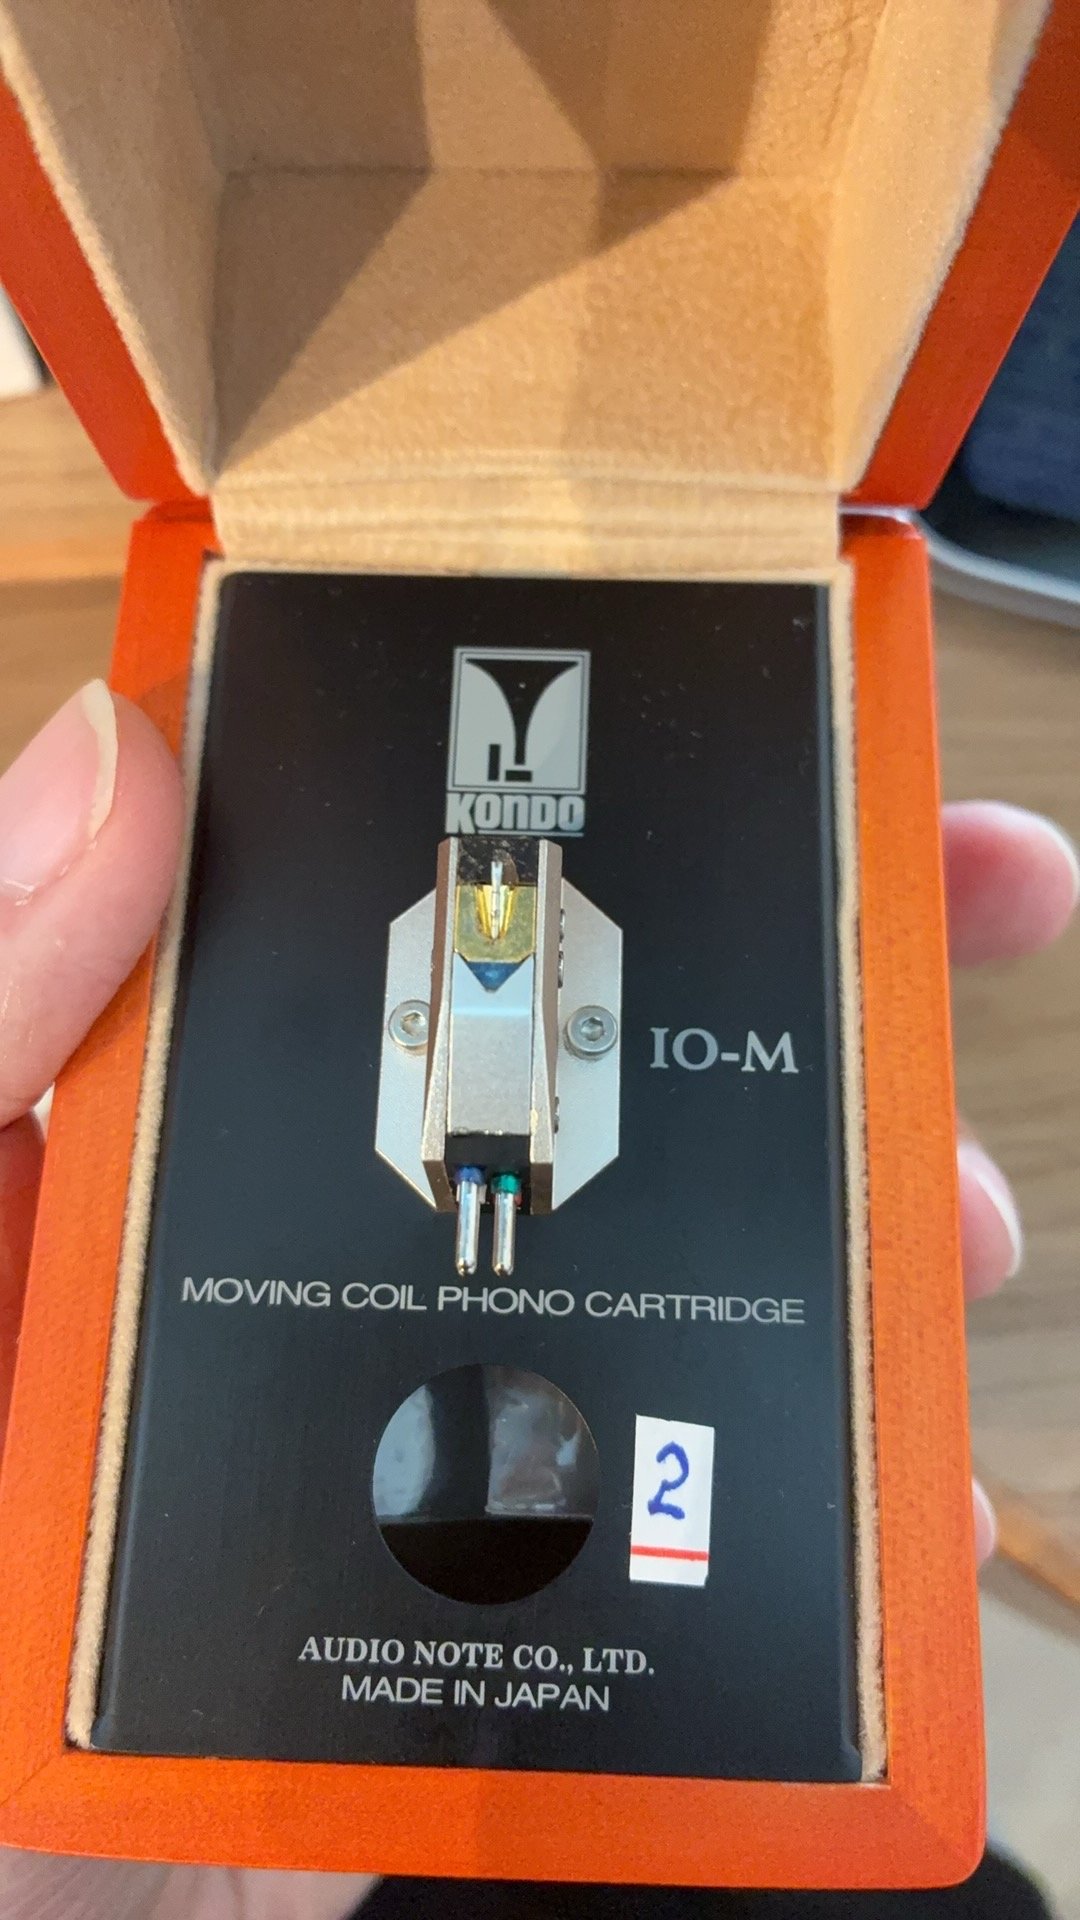 KONDO
IO-M
MOVING COIL PHONO CARTRIDGE
2
AUDIO NOTE CO., LTD.
MADE IN JAPAN